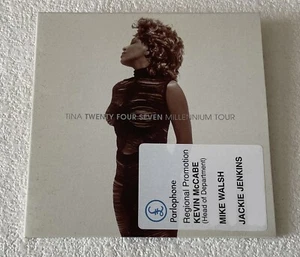 TINA TWENTY FOUR SEVEN MILLENNIUM TOUR
Parlophone
Regional Promotion
KEVIN McCABE
(Head of Department)
MIKE WALSH
JACKIE JENKINS